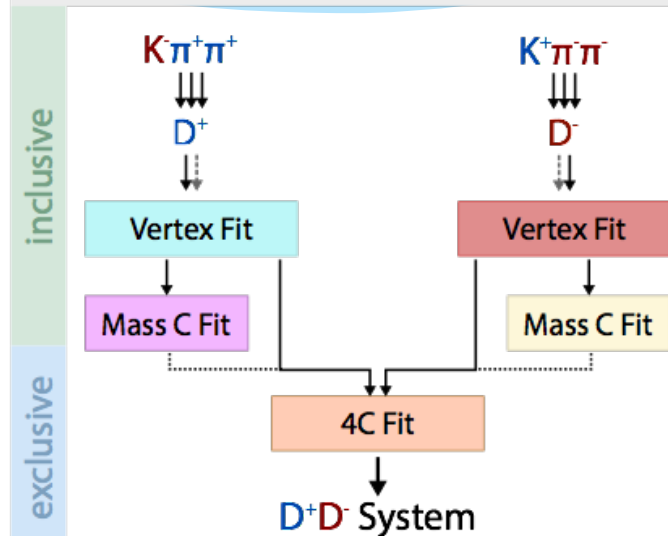 inclusive
K⁻π⁺π⁺
K⁺π⁻π⁻
D⁺
D⁻
Vertex Fit
Vertex Fit
Mass C Fit
Mass C Fit
exclusive
4C Fit
D⁺D⁻ System